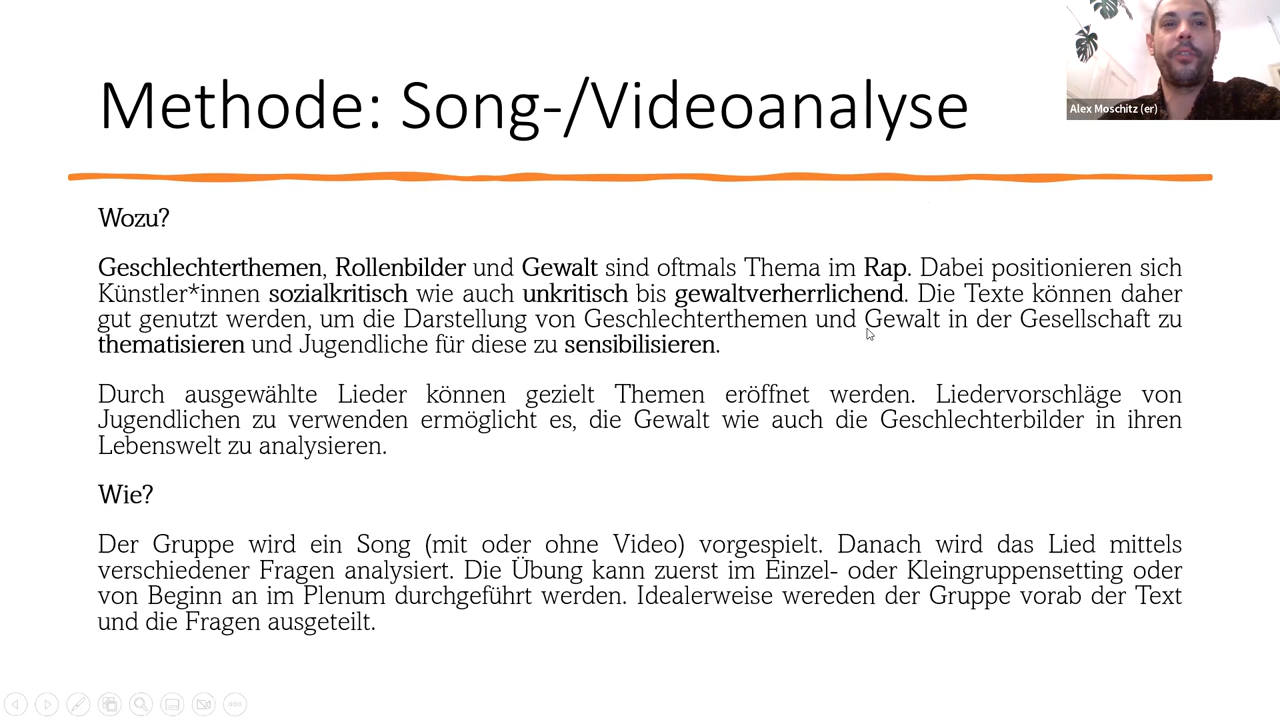 Alex Moschitz (er)
Methode: Song-/Videoanalyse
Wozu?
Geschlechterthemen, Rollenbilder und Gewalt sind oftmals Thema im Rap. Dabei positionieren sich
Künstler*innen sozialkritisch wie auch unkritisch bis gewaltverherrlichend. Die Texte können daher
gut genutzt werden, um die Darstellung von Geschlechterthemen und Gewalt in der Gesellschaft zu
thematisieren und Jugendliche für diese zu sensibilisieren.
Durch ausgewählte Lieder können gezielt Themen eröffnet werden. Liedervorschläge von
Jugendlichen zu verwenden ermöglicht es, die Gewalt wie auch die Geschlechterbilder in ihren
Lebenswelt zu analysieren.
Wie?
Der Gruppe wird ein Song (mit oder ohne Video) vorgespielt. Danach wird das Lied mittels
verschiedener Fragen analysiert. Die Übung kann zuerst im Einzel- oder Kleingruppensetting oder
von Beginn an im Plenum durchgeführt werden. Idealerweise wereden der Gruppe vorab der Text
und die Fragen ausgeteilt.